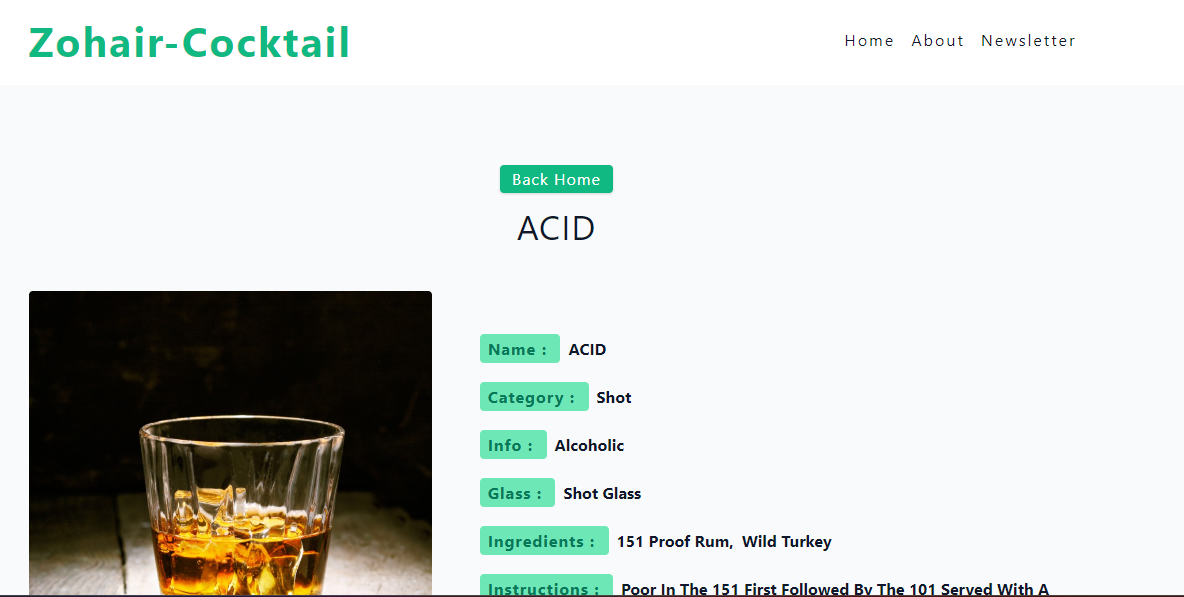 Zohair-Cocktail
Home About Newsletter
Back Home
ACID
Name : ACID
Category : Shot
Info : Alcoholic
Glass : Shot Glass
Ingredients : 151 Proof Rum, Wild Turkey
Instructions : Poor In The 151 First Followed By The 101 Served With A